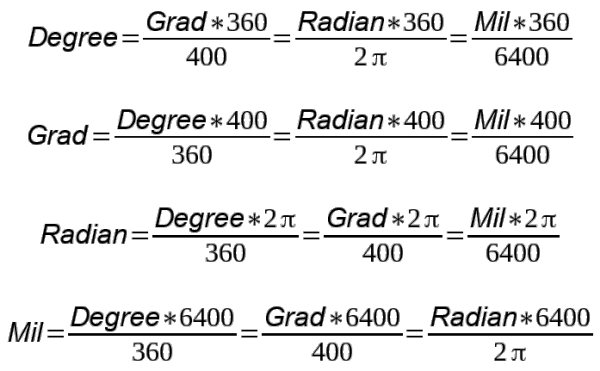 Degree = Grad*360/400 = Radian*360/2π = Mil*360/6400
Grad = Degree*400/360 = Radian*400/2π = Mil*400/6400
Radian = Degree*2π/360 = Grad*2π/400 = Mil*2π/6400
Mil = Degree*6400/360 = Grad*6400/400 = Radian*6400/2π